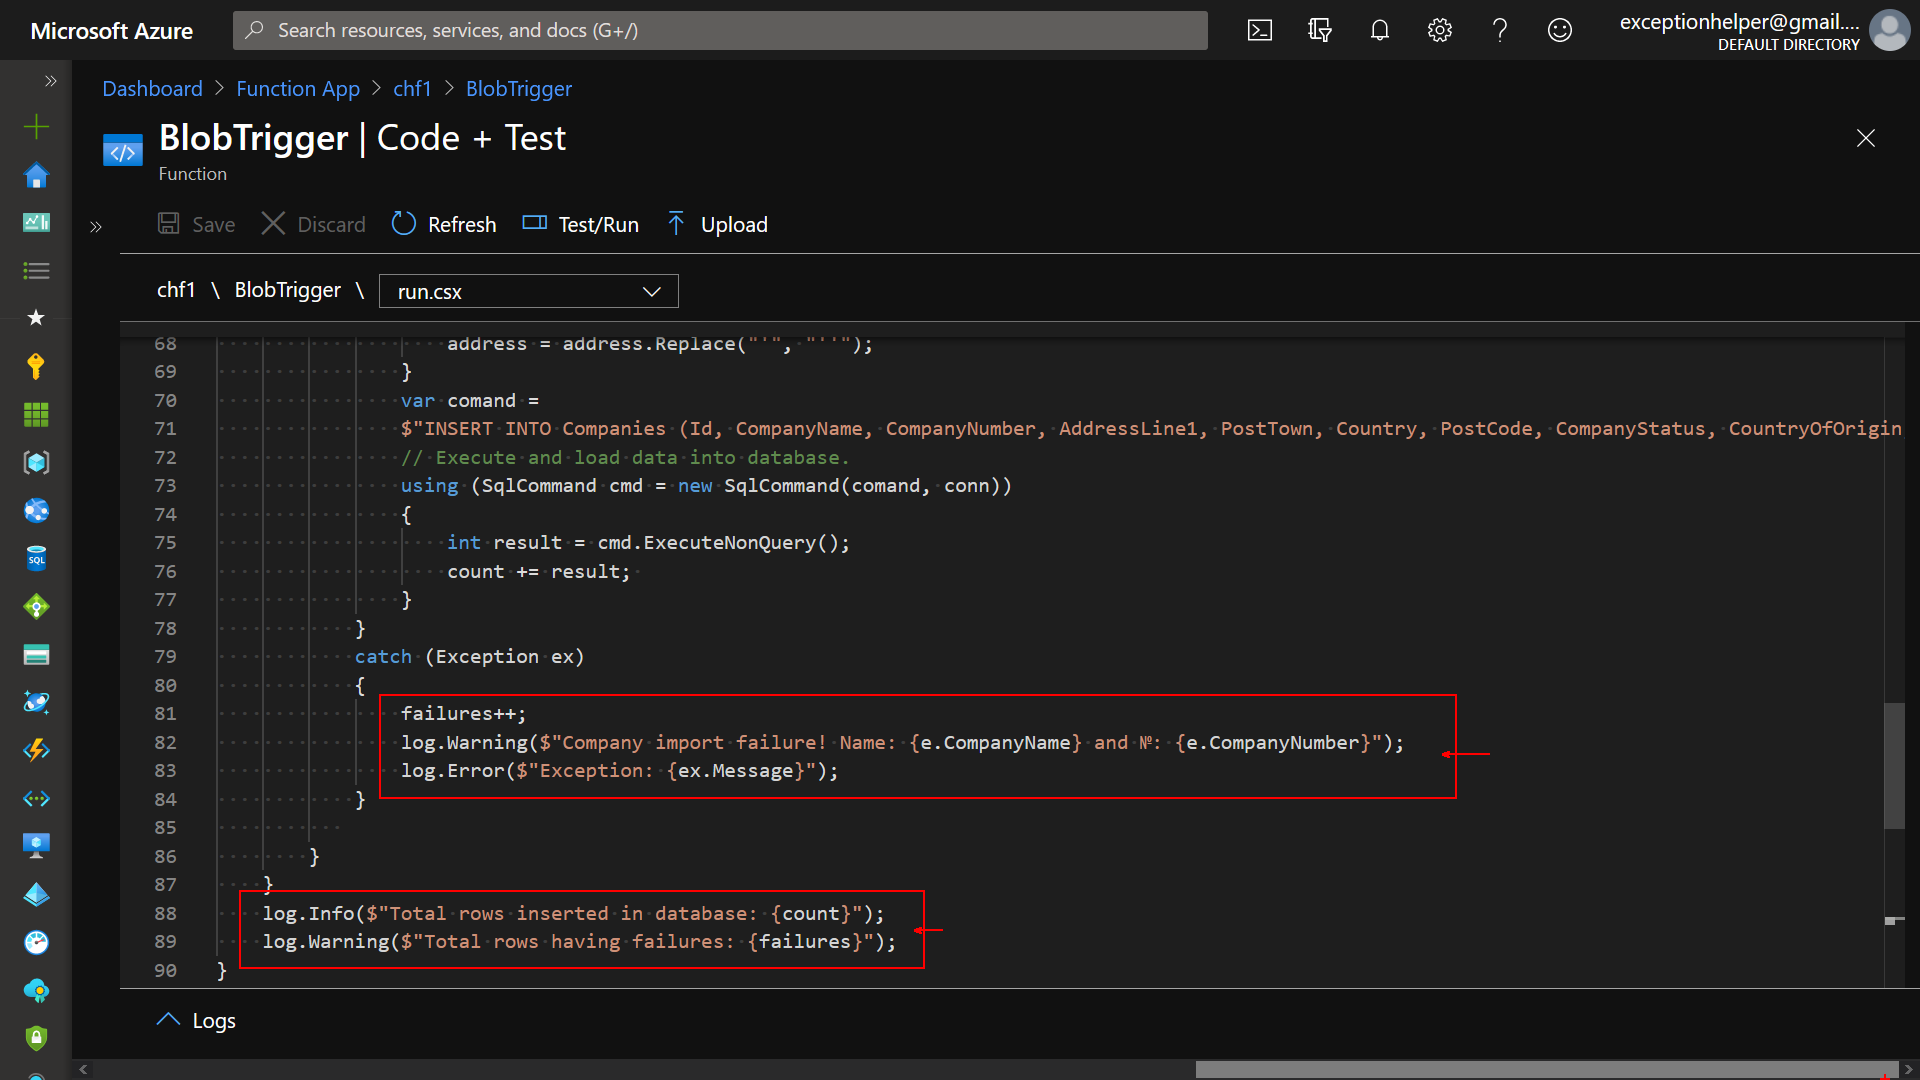 Microsoft Azure
Search resources, services, and docs (G+/)
exceptionhelper@gmail....
DEFAULT DIRECTORY
Dashboard > Function App > chf1 > BlobTrigger
BlobTrigger | Code + Test
Function
Save
Discard
Refresh
Test/Run
Upload
chf1 \ BlobTrigger \ run.csx
68 address = address.Replace("'", "''");
69 }
70 var comand =
71 $"INSERT INTO Companies (Id, CompanyName, CompanyNumber, AddressLine1, PostTown, Country, PostCode, CompanyStatus, CountryOfOrigin
72 // Execute and load data into database.
73 using (SqlCommand cmd = new SqlCommand(comand, conn))
74 {
75 int result = cmd.ExecuteNonQuery();
76 count += result;
77 }
78 }
79 catch (Exception ex)
80 {
81 failures++;
82 log.Warning($"Company import failure! Name: {e.CompanyName} and №: {e.CompanyNumber}");
83 log.Error($"Exception: {ex.Message}");
84 }
85
86 }
87 }
88 log.Info($"Total rows inserted in database: {count}");
89 log.Warning($"Total rows having failures: {failures}");
90 }
SQL
Logs